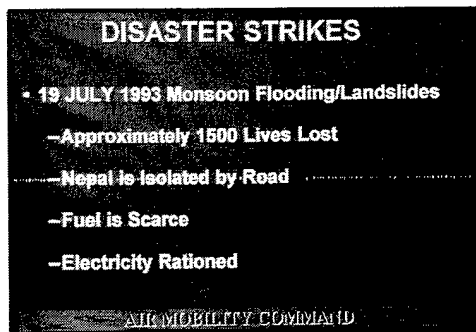 DISASTER STRIKES
• 19 JULY 1993 Monsoon Flooding/Landslides
–Approximately 1500 Lives Lost
–Nepal is Isolated by Road
–Fuel is Scarce
–Electricity Rationed
AIR MOBILITY COMMAND